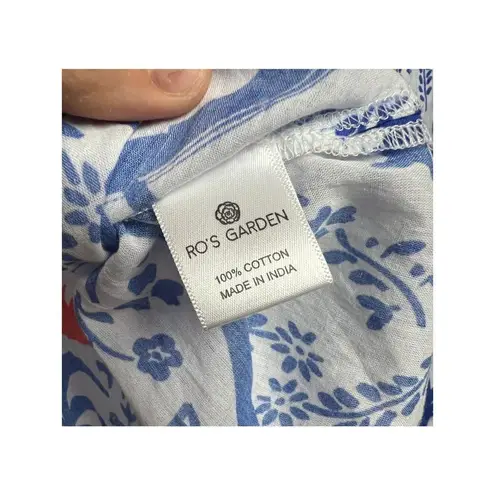 RO'S GARDEN
100% COTTON
MADE IN INDIA